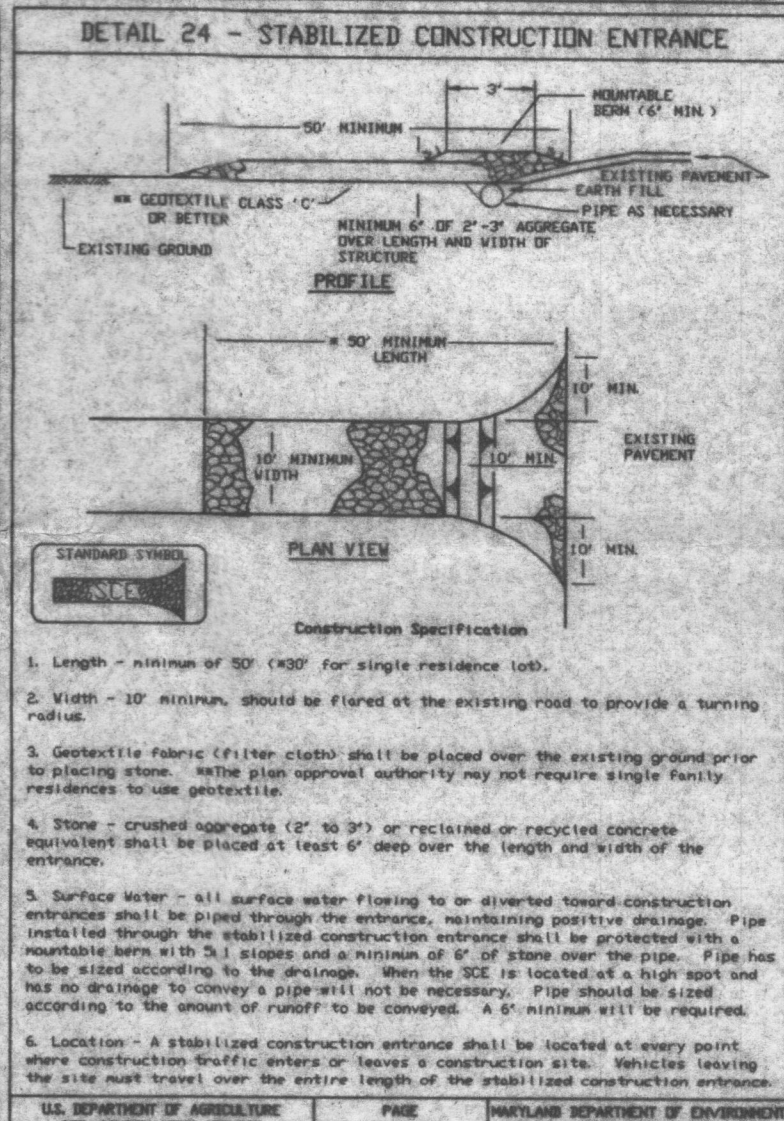 DETAIL 24 - STABILIZED CONSTRUCTION ENTRANCE
3'
MOUNTABLE
BERM (6" MIN.)
50' MINIMUM
EXISTING PAVEMENT
** GEOTEXTILE CLASS 'C'
OR BETTER
EARTH FILL
PIPE AS NECESSARY
MINIMUM 6" OF 2"-3" AGGREGATE
OVER LENGTH AND WIDTH OF
STRUCTURE
EXISTING GROUND
PROFILE
* 50' MINIMUM
LENGTH
10' MIN.
10' MINIMUM
WIDTH
10' MIN.
EXISTING
PAVEMENT
10' MIN.
PLAN VIEW
STANDARD SYMBOL
SCE
Construction Specification
1. Length - minimum of 50' (*30' for single residence lot).
2. Width - 10' minimum, should be flared at the existing road to provide a turning
radius.
3. Geotextile fabric (filter cloth) shall be placed over the existing ground prior
to placing stone. **The plan approval authority may not require single family
residences to use geotextile.
4. Stone - crushed aggregate (2" to 3") or reclaimed or recycled concrete
equivalent shall be placed at least 6" deep over the length and width of the
entrance.
5. Surface Water - all surface water flowing to or diverted toward construction
entrances shall be piped through the entrance, maintaining positive drainage. Pipe
installed through the stabilized construction entrance shall be protected with a
mountable berm with 5:1 slopes and a minimum of 6" of stone over the pipe. Pipe has
to be sized according to the drainage. When the SCE is located at a high spot and
has no drainage to convey a pipe will not be necessary. Pipe should be sized
according to the amount of runoff to be conveyed. A 6" minimum will be required.
6. Location - A stabilized construction entrance shall be located at every point
where construction traffic enters or leaves a construction site. Vehicles leaving
the site must travel over the entire length of the stabilized construction entrance.
U.S. DEPARTMENT OF AGRICULTURE
PAGE
MARYLAND DEPARTMENT OF ENVIRONMENT